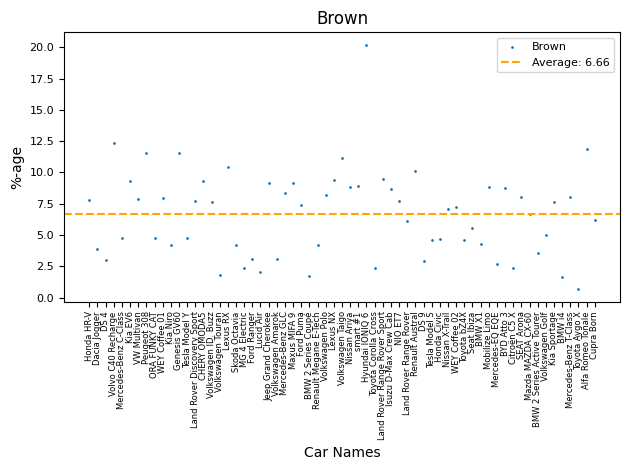 Brown
Brown
Average: 6.66
%-age
20.0
17.5
15.0
12.5
10.0
7.5
5.0
2.5
0.0
Honda HR-V
Dacia Jogger
DS 4
Volvo C40 Recharge
Mercedes-Benz C-Class
Kia EV6
VW Multivan
Peugeot 308
ORA FUNKY CAT
WEY Coffee 01
Kia Niro
Genesis GV60
Tesla Model Y
Land Rover Discovery Sport
CHERY OMODA5
Volkswagen ID. Buzz
Volkswagen Touran
Lexus RX
Skoda Octavia
MG 4 Electric
Ford Ranger
Lucid Air
Jeep Grand Cherokee
Volkswagen Amarok
Mercedes-Benz GLC
Maxus MIFA 9
Ford Puma
BMW 2 Series Coupe
Renault Megane E-Tech
Volkswagen Polo
Lexus NX
Volkswagen Taigo
Nissan Ariya
smart #1
Hyundai IONIQ 6
Toyota Corolla Cross
Land Rover Range Rover Sport
Isuzu D-Max Crew Cab
NIO ET7
Land Rover Range Rover
Renault Austral
DS 9
Tesla Model S
Honda Civic
Nissan X-Trail
WEY Coffee 02
Toyota bZ4X
Seat Ibiza
BMW X1
Mobilize Limo
Mercedes-EQ EQE
BYD Atto 3
Citroen C5 X
SEAT Arona
Mazda MAZDA CX-60
BMW 2 Series Active Tourer
Volkswagen Golf
Kia Sportage
BMW i4
Mercedes-Benz T-Class
Toyota Aygo X
Alfa Romeo Tonale
Cupra Born
Car Names